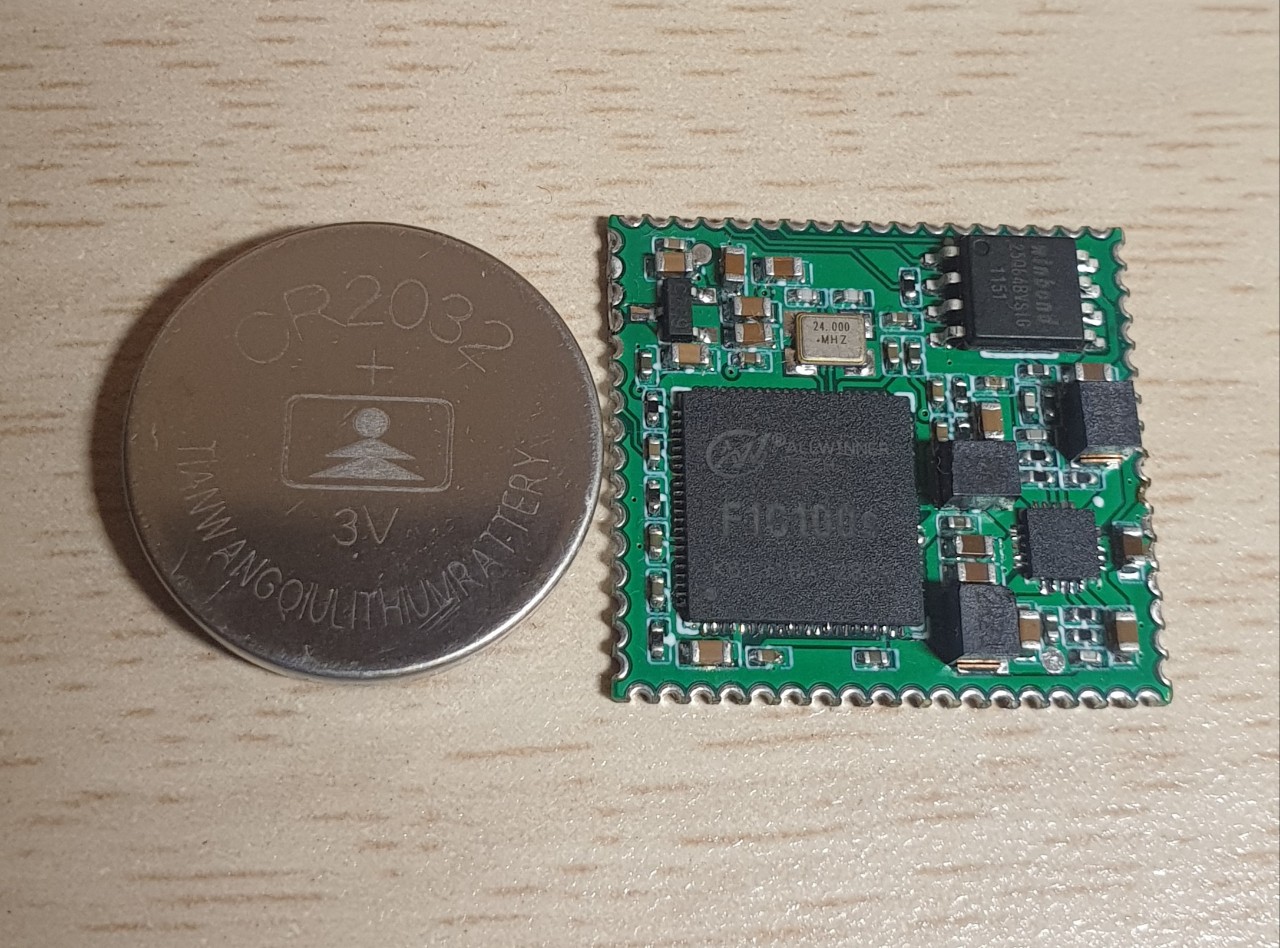 CR2032
+
3V
TIANWANGQIULITHIUMBATTERY
24.000
MHZ
winbond
25Q64BVSIG
1151
ALLWINNER
F1C100s